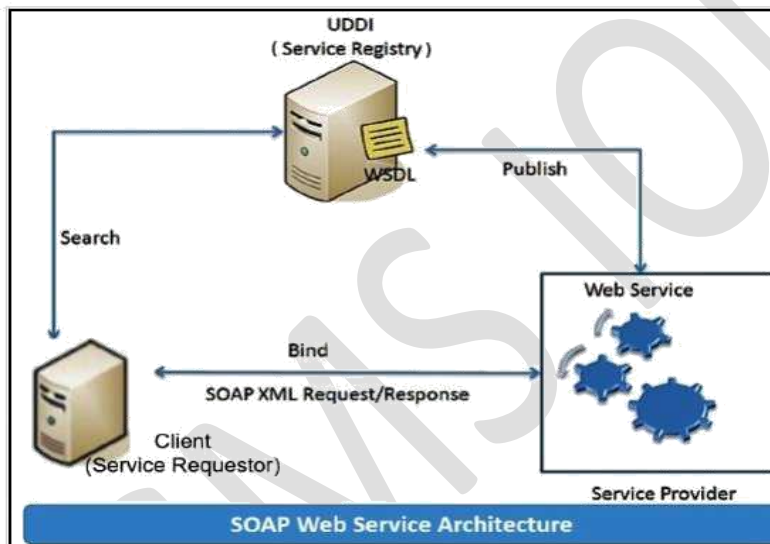 UDDI
( Service Registry)
WSDL
Publish
Search
Web Service
Bind
SOAP XML Request/Response
Client
(Service Requestor)
Service Provider
SOAP Web Service Architecture